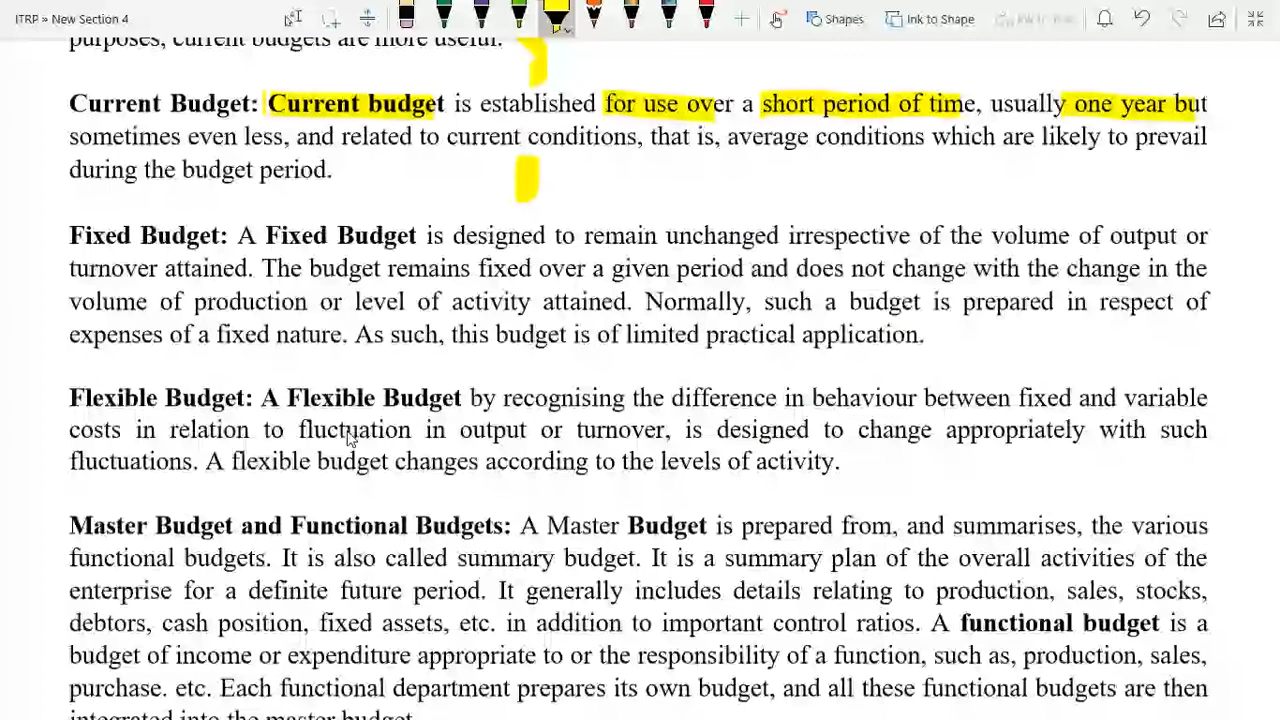 ITRP » New Section 4
Shapes
Ink to Shape
purposes, current budgets are more useful.
Current Budget: Current budget is established for use over a short period of time, usually one year but
sometimes even less, and related to current conditions, that is, average conditions which are likely to prevail
during the budget period.
Fixed Budget: A Fixed Budget is designed to remain unchanged irrespective of the volume of output or
turnover attained. The budget remains fixed over a given period and does not change with the change in the
volume of production or level of activity attained. Normally, such a budget is prepared in respect of
expenses of a fixed nature. As such, this budget is of limited practical application.
Flexible Budget: A Flexible Budget by recognising the difference in behaviour between fixed and variable
costs in relation to fluctuation in output or turnover, is designed to change appropriately with such
fluctuations. A flexible budget changes according to the levels of activity.
Master Budget and Functional Budgets: A Master Budget is prepared from, and summarises, the various
functional budgets. It is also called summary budget. It is a summary plan of the overall activities of the
enterprise for a definite future period. It generally includes details relating to production, sales, stocks,
debtors, cash position, fixed assets, etc. in addition to important control ratios. A functional budget is a
budget of income or expenditure appropriate to or the responsibility of a function, such as, production, sales,
purchase. etc. Each functional department prepares its own budget, and all these functional budgets are then
integrated into the master budget.